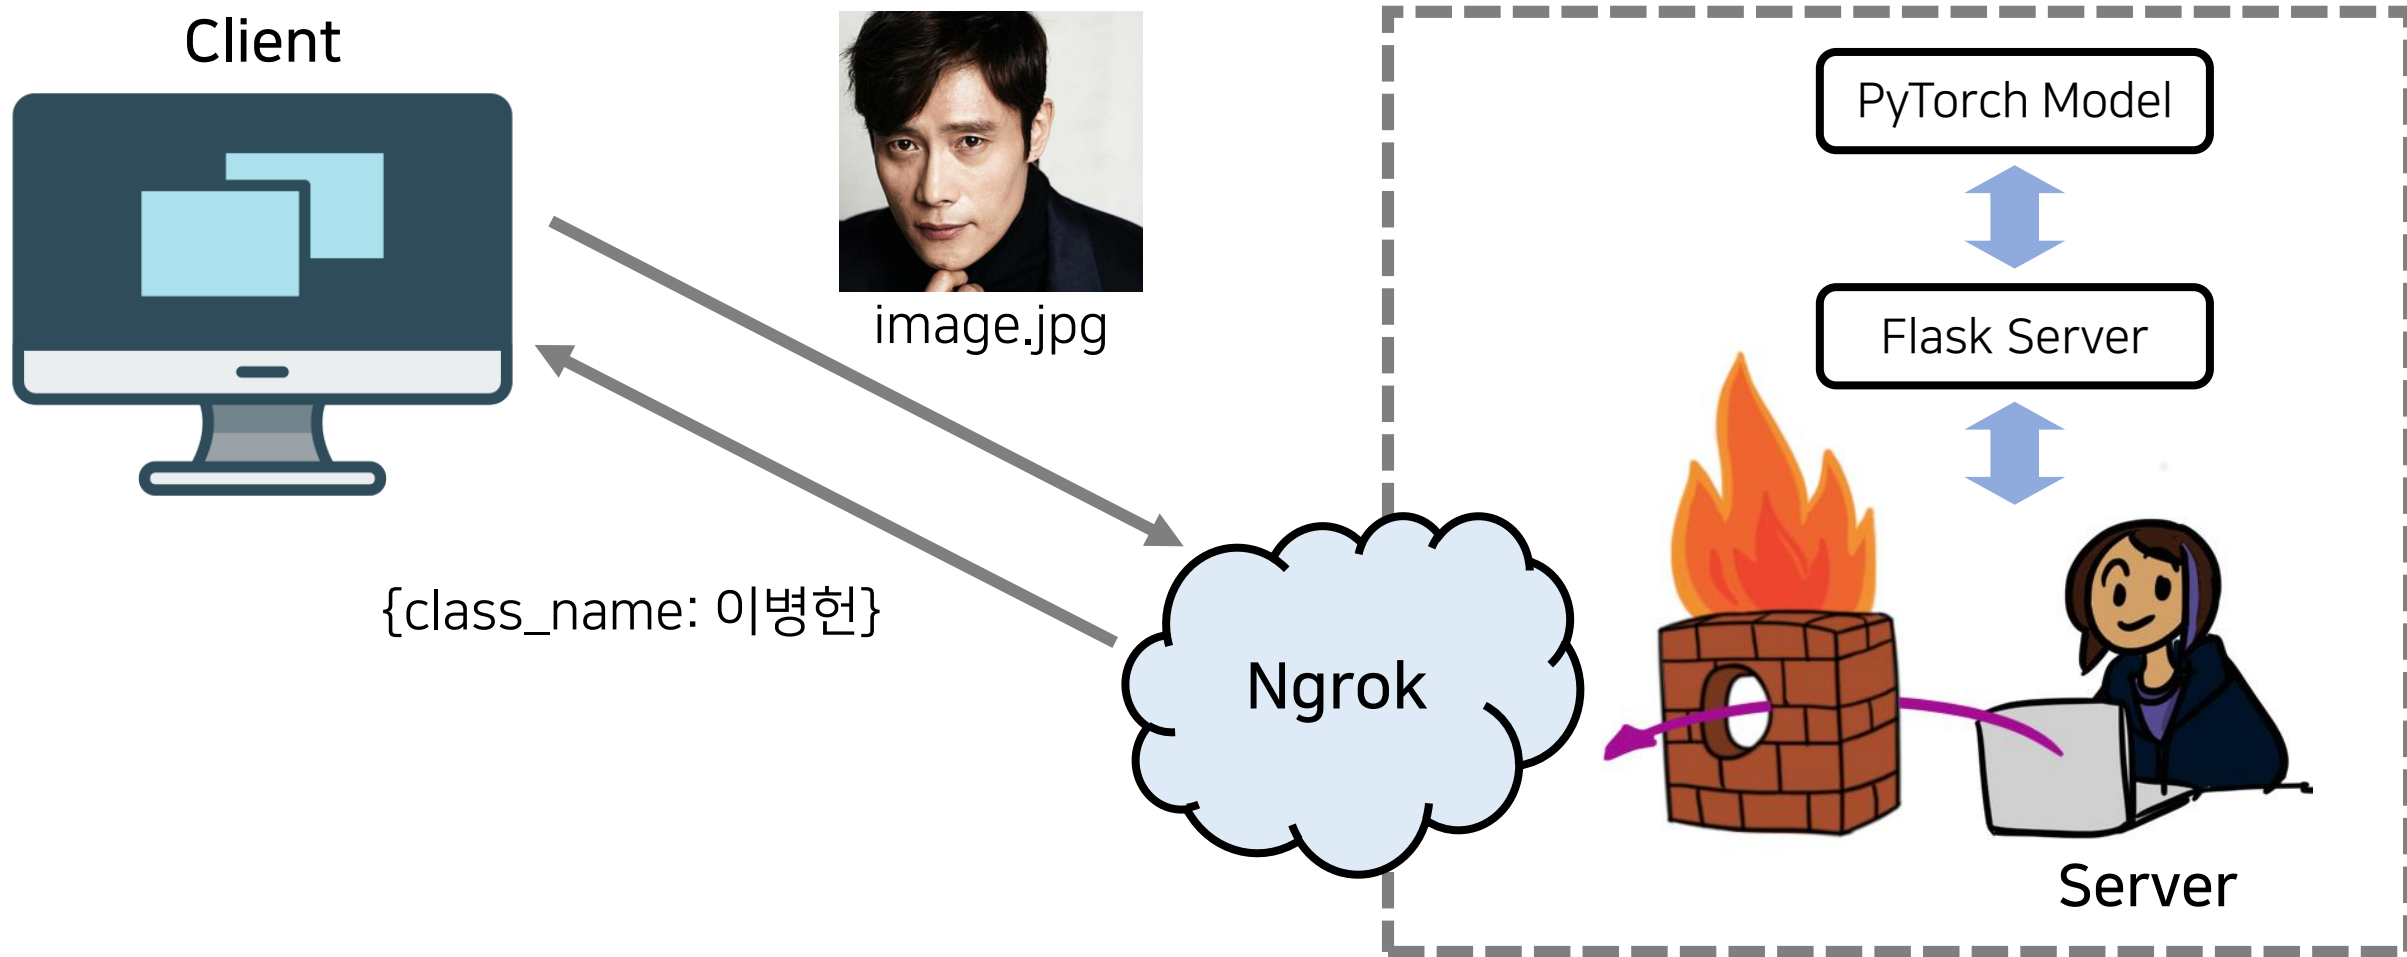 Client
image.jpg
{class_name: 이병헌}
Ngrok
PyTorch Model
Flask Server
Server